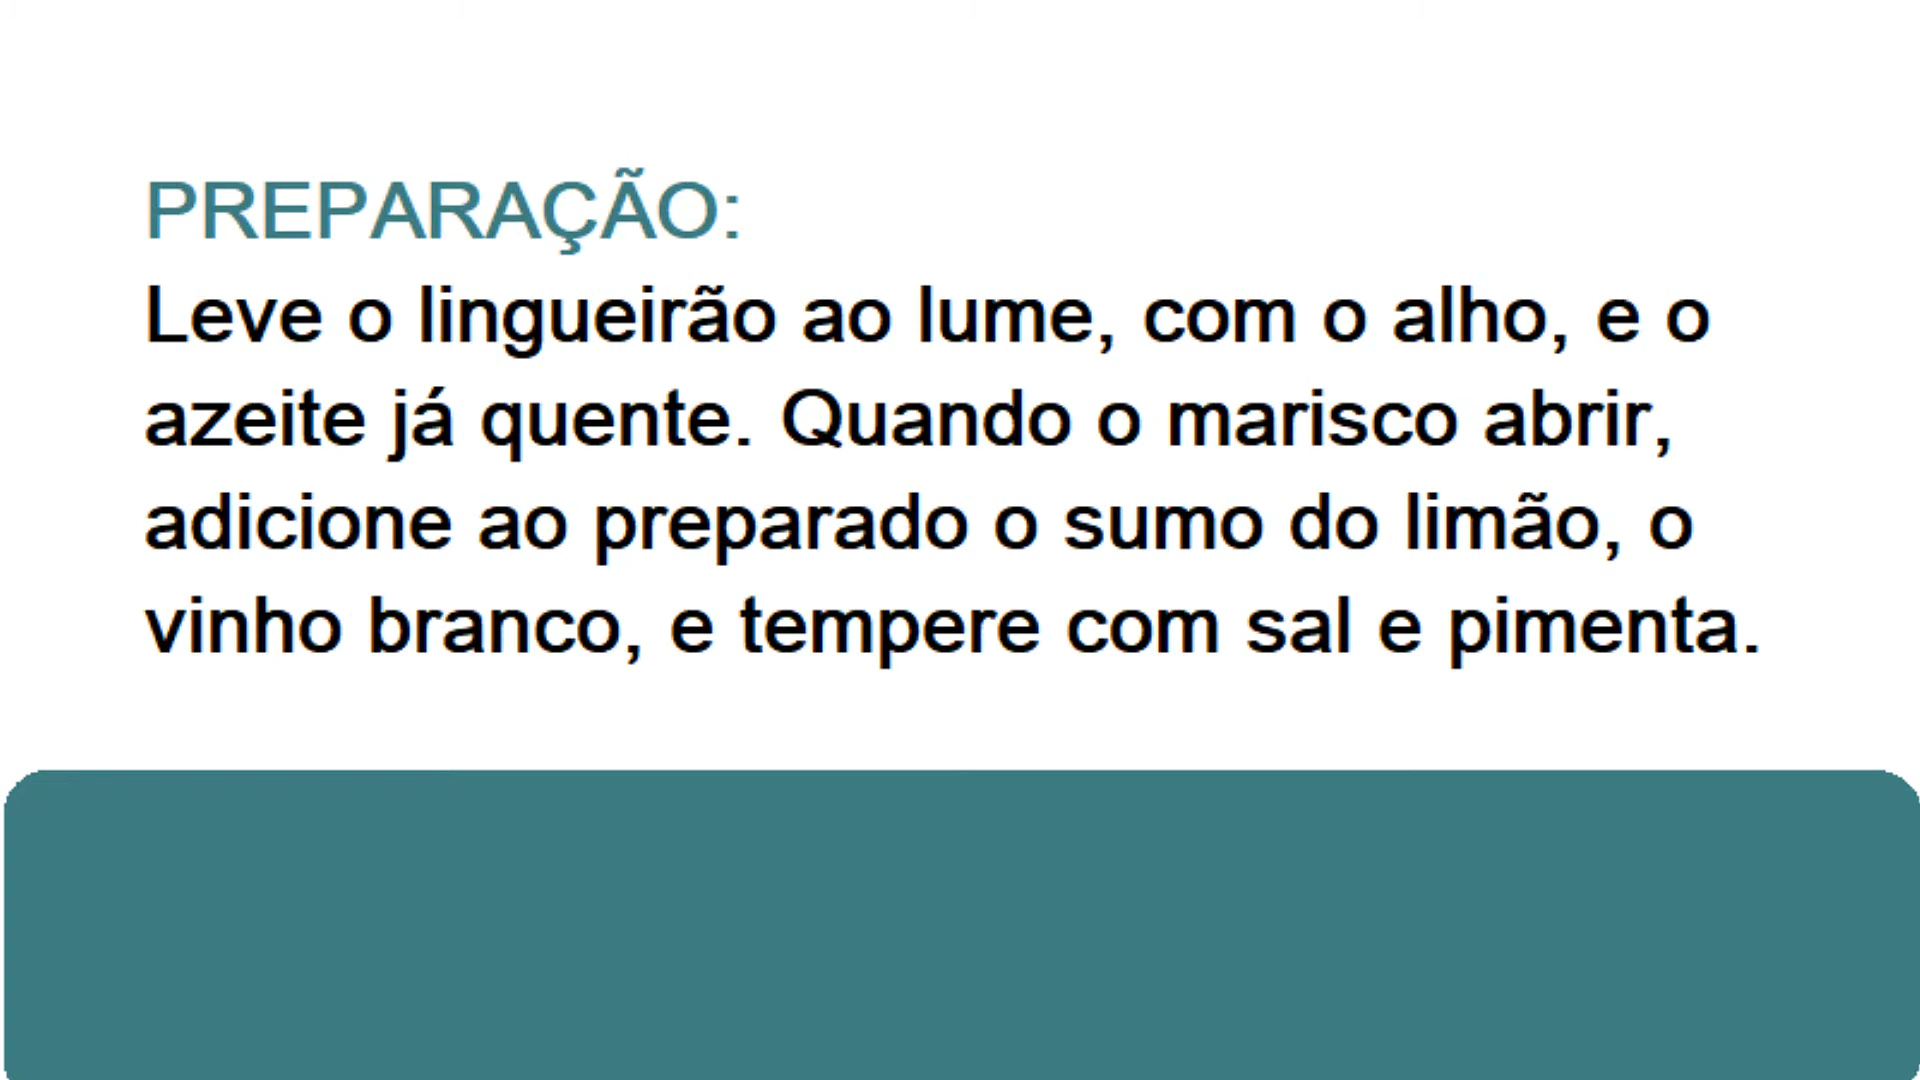 PREPARAÇÃO:
Leve o lingueirão ao lume, com o alho, e o
azeite já quente. Quando o marisco abrir,
adicione ao preparado o sumo do limão, o
vinho branco, e tempere com sal e pimenta.